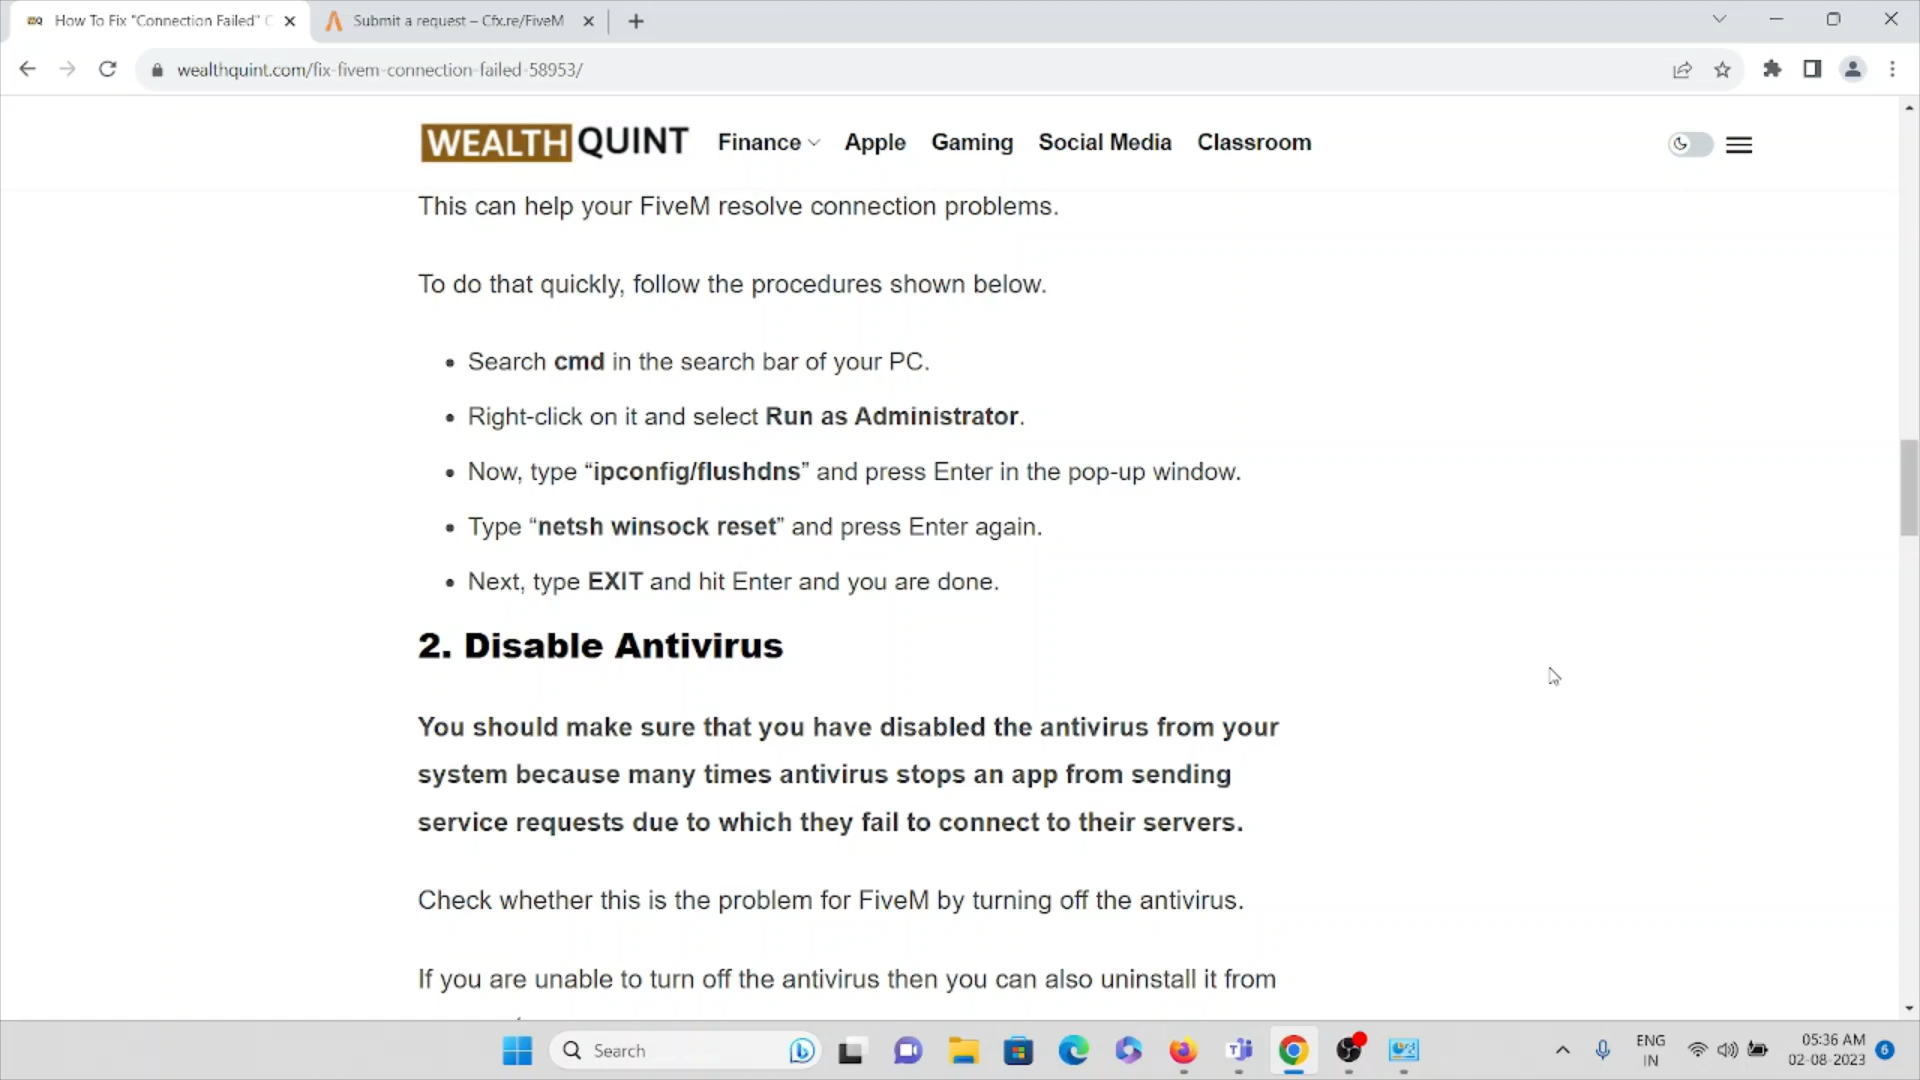 How To Fix "Connection Failed"
Submit a request – Cfx.re/FiveM
wealthquint.com/fix-fivem-connection-failed-58953/
WEALTH QUINT
Finance
Apple
Gaming
Social Media
Classroom
This can help your FiveM resolve connection problems.
To do that quickly, follow the procedures shown below.
• Search cmd in the search bar of your PC.
• Right-click on it and select Run as Administrator.
• Now, type “ipconfig/flushdns” and press Enter in the pop-up window.
• Type “netsh winsock reset” and press Enter again.
• Next, type EXIT and hit Enter and you are done.
2. Disable Antivirus
You should make sure that you have disabled the antivirus from your
system because many times antivirus stops an app from sending
service requests due to which they fail to connect to their servers.
Check whether this is the problem for FiveM by turning off the antivirus.
If you are unable to turn off the antivirus then you can also uninstall it from
Search
ENG
IN
05:36 AM
02-08-2023
6